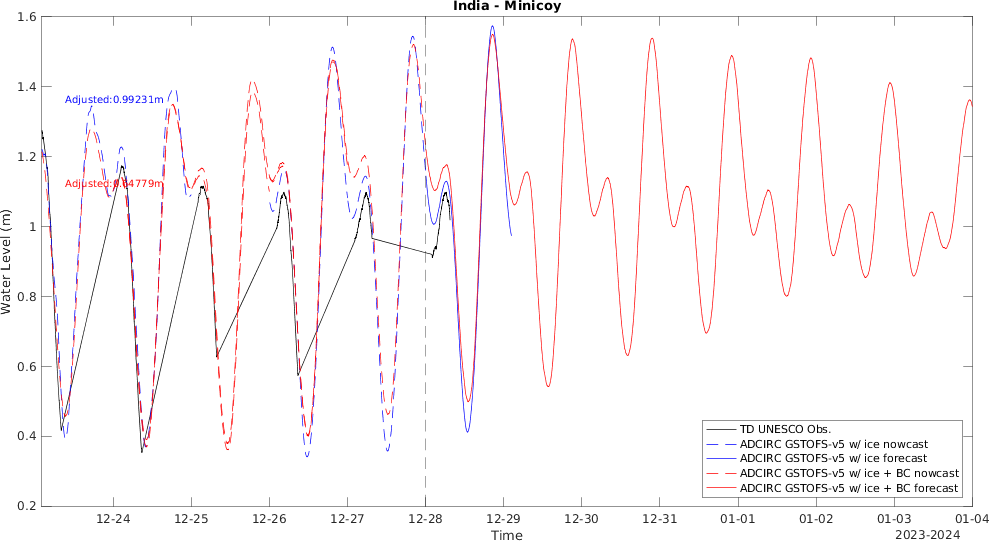 India - Minicoy
1.6
1.4
1.2
1
0.8
0.6
0.4
0.2
Water Level (m)
Adjusted:0.99231m
TD UNESCO Obs.
ADCIRC GSTOFS-v5 w/ ice nowcast
ADCIRC GSTOFS-v5 w/ ice forecast
ADCIRC GSTOFS-v5 w/ ice + BC nowcast
ADCIRC GSTOFS-v5 w/ ice + BC forecast
12-24 12-25 12-26 12-27 12-28 12-29 12-30 12-31 01-01 01-02 01-03 01-04
Time
2023-2024